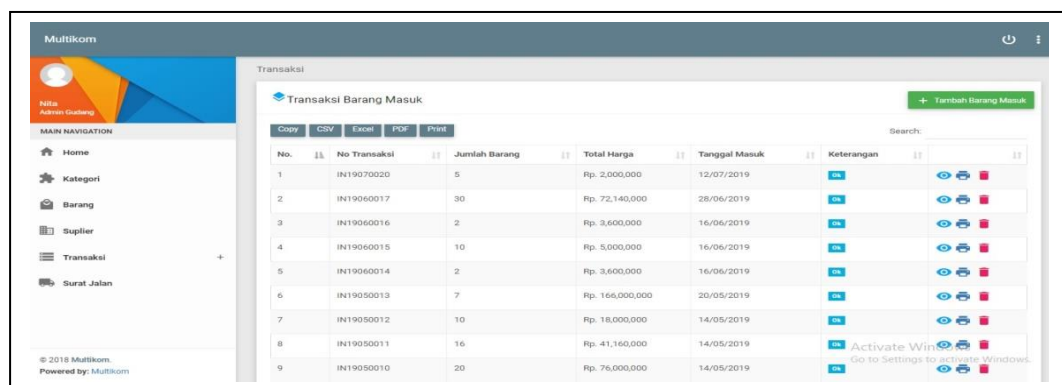 Multikom
Nita
Admin Gudang
MAIN NAVIGATION
Home
Kategori
Barang
Suplier
Transaksi +
Surat Jalan
© 2018 Multikom.
Powered by: Multikom
Transaksi
Transaksi Barang Masuk
+ Tambah Barang Masuk
Copy CSV Excel PDF Print
Search:
No. No Transaksi Jumlah Barang Total Harga Tanggal Masuk Keterangan
1 IN19070020 5 Rp. 2,000,000 12/07/2019 Ok
2 IN19060017 30 Rp. 72,140,000 28/06/2019 Ok
3 IN19060016 2 Rp. 3,600,000 16/06/2019 Ok
4 IN19060015 10 Rp. 5,000,000 16/06/2019 Ok
5 IN19060014 2 Rp. 3,600,000 16/06/2019 Ok
6 IN19050013 7 Rp. 166,000,000 20/05/2019 Ok
7 IN19050012 10 Rp. 18,000,000 14/05/2019 Ok
8 IN19050011 16 Rp. 41,160,000 14/05/2019 Ok
9 IN19050010 20 Rp. 76,000,000 14/05/2019 Ok
Activate Windows
Go to Settings to activate Windows.